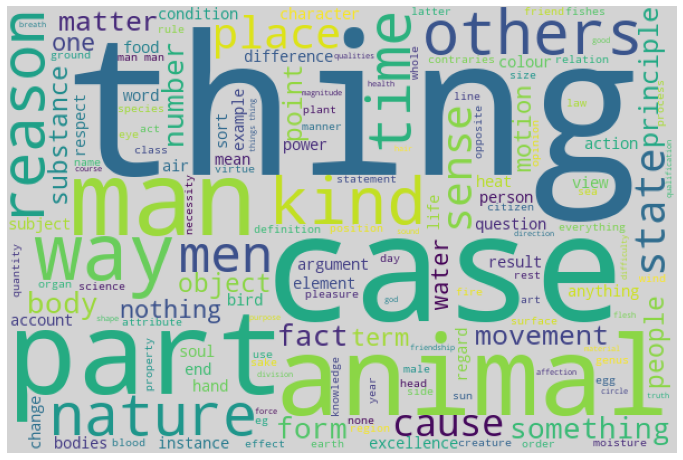 breath
condition
character
latter
friend
fishes
matter
place
others
good
rule
one
ground
food
man man
difference
qualities
contraries
whole
colour
relation
reason
substance
respect
word
species
number
thing
magnitude
health
point
time
size
principle
eye
sort
example
things thing
plant
line
opposite
motion
law
process
act
manner
power
sense
action
class
air
mean
virtue
name
course
statement
heat
view
qualification
state
necessity
man
kind
life
person
citizen
subject
definition
question
everything
direction
way
men
case
water
difficulty
argument
day
result
rest
anything
quantity
organ
science
object
element
pleasure
art
body
bird
god
account
nothing
shape
attribute
surface
flesh
part
fact
term
animal
regard
movement
people
property
soul
use
friendship
end
division
knowledge
male
head
side
year
affection
egg
circle
truth
change
hand
nature
eg
force
none
sun
form
cause
something
bodies
blood
instance
effect
earth
excellence
creature
order
moisture